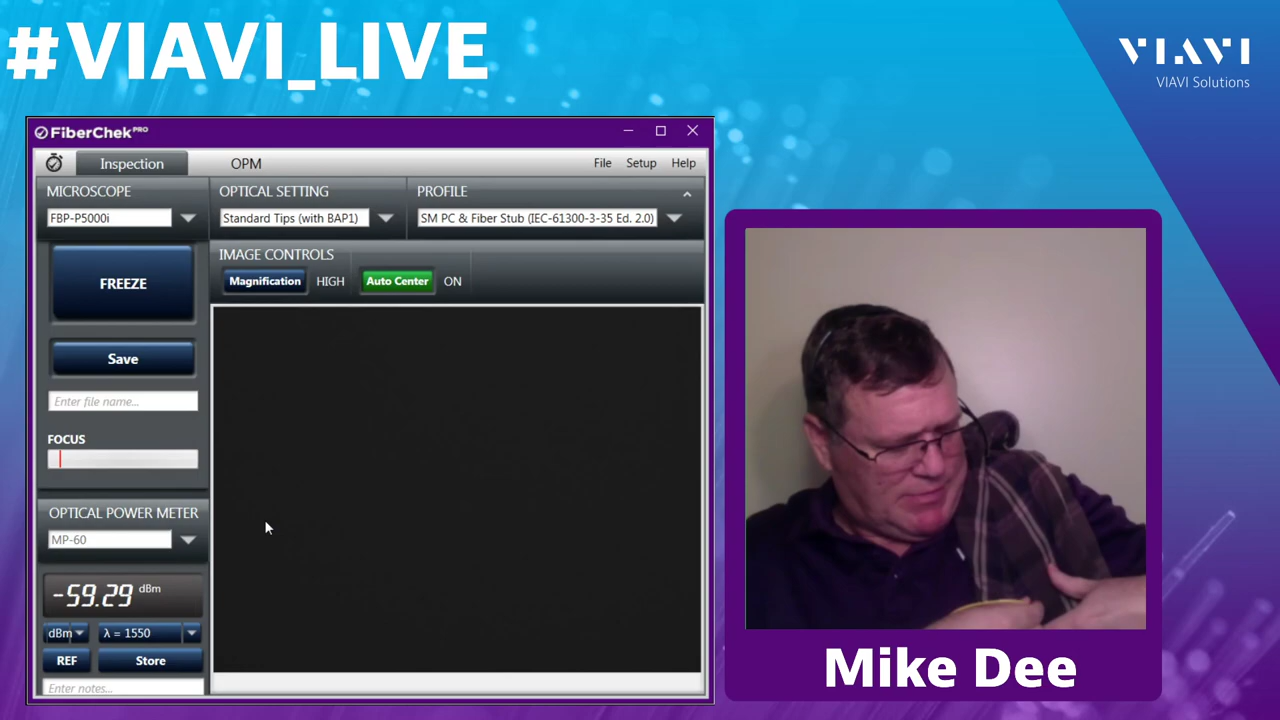 #VIAVI_LIVE
VIAVI
VIAVI Solutions
FiberChekPRO
Inspection
OPM
File
Setup
Help
MICROSCOPE
OPTICAL SETTING
PROFILE
FBP-P5000i
Standard Tips (with BAP1)
SM PC & Fiber Stub (IEC-61300-3-35 Ed. 2.0)
FREEZE
IMAGE CONTROLS
Magnification
HIGH
Auto Center
ON
Save
Enter file name...
FOCUS
OPTICAL POWER METER
MP-60
-59.29 dBm
dBm
λ = 1550
REF
Store
Enter notes...
Mike Dee